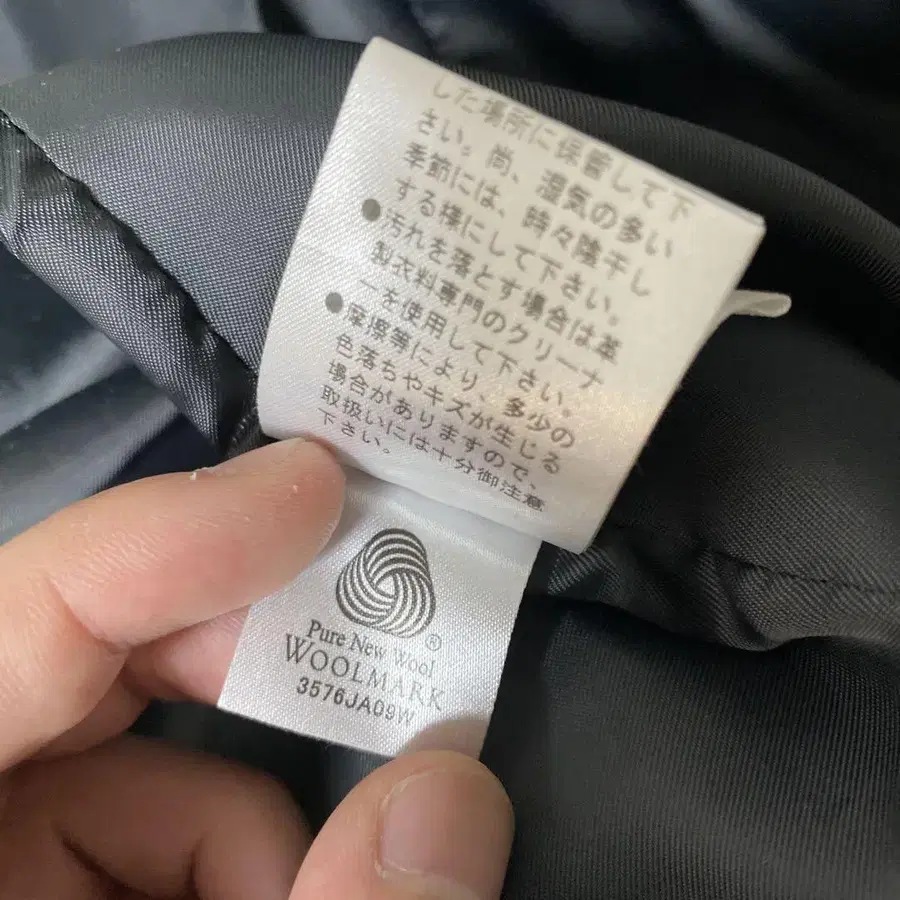 した場所に保管して下
さい。尚、湿気の多い
季節には、時々陰干し
する様にして下さい。
●汚れを落とす場合は革
製衣料専門のクリーナ
ーを使用して下さい。
●摩擦等により、多少の
色落ちやキズが生じる
場合がありますので、
取扱いには十分御注意
下さい。
Pure New Wool
WOOLMARK
3576JA09W